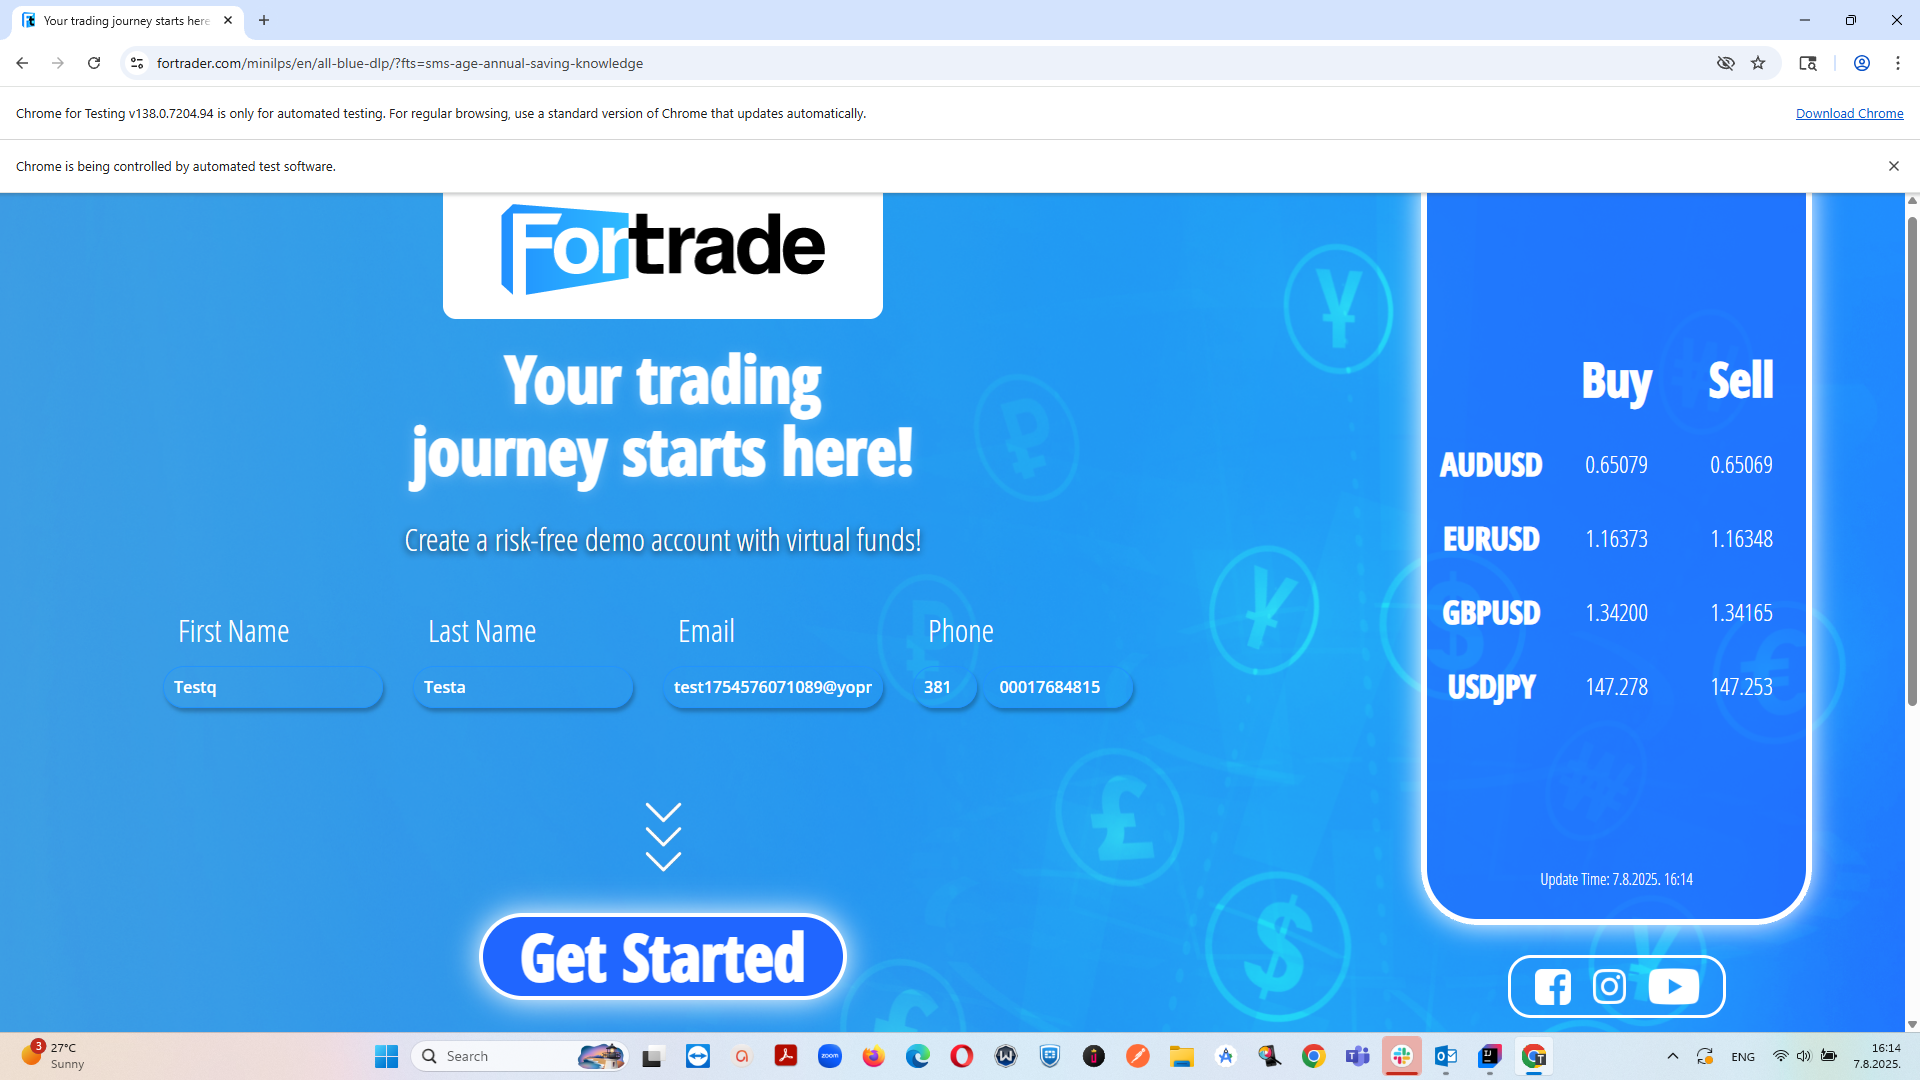 Your trading journey starts here
fortrader.com/minilps/en/all-blue-dlp/?fts=sms-age-annual-saving-knowledge
Chrome for Testing v138.0.7204.94 is only for automated testing. For regular browsing, use a standard version of Chrome that updates automatically.
Download Chrome
Chrome is being controlled by automated test software.
Fortrade
Your trading
journey starts here!
Create a risk-free demo account with virtual funds!
First Name Last Name Email Phone
Testq Testa test1754576071089@yopr 381 00017684815
Get Started
Buy Sell
AUDUSD 0.65079 0.65069
EURUSD 1.16373 1.16348
GBPUSD 1.34200 1.34165
USDJPY 147.278 147.253
Update Time: 7.8.2025. 16:14
3
27°C
Sunny
Search
zoom
ENG
16:14
7.8.2025.